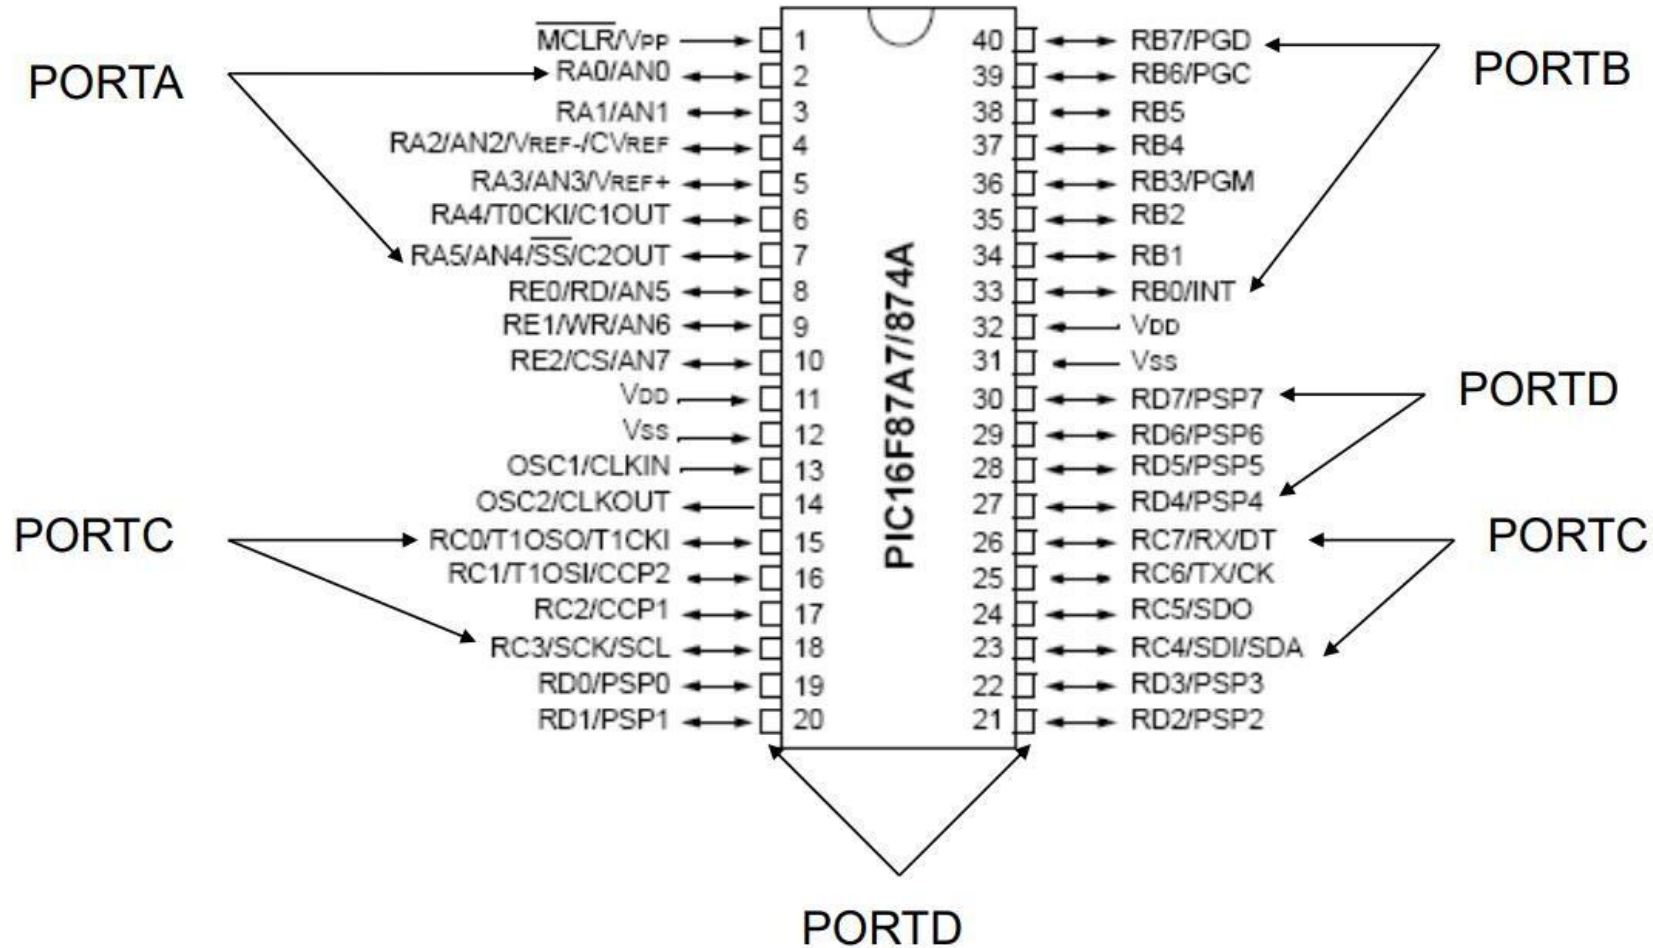 PORTA
MCLR/VPP 1
RA0/AN0 2
RA1/AN1 3
RA2/AN2/VREF-/CVREF 4
RA3/AN3/VREF+ 5
RA4/T0CKI/C1OUT 6
RA5/AN4/SS/C2OUT 7
RE0/RD/AN5 8
RE1/WR/AN6 9
RE2/CS/AN7 10
VDD 11
VSS 12
OSC1/CLKIN 13
OSC2/CLKOUT 14
PORTC
RC0/T1OSO/T1CKI 15
RC1/T1OSI/CCP2 16
RC2/CCP1 17
RC3/SCK/SCL 18
RD0/PSP0 19
RD1/PSP1 20
PIC16F87A7/874A
40 RB7/PGD
PORTB
39 RB6/PGC
38 RB5
37 RB4
36 RB3/PGM
35 RB2
34 RB1
33 RB0/INT
32 VDD
31 VSS
PORTD
30 RD7/PSP7
29 RD6/PSP6
28 RD5/PSP5
27 RD4/PSP4
PORTC
26 RC7/RX/DT
25 RC6/TX/CK
24 RC5/SDO
23 RC4/SDI/SDA
22 RD3/PSP3
21 RD2/PSP2
PORTD